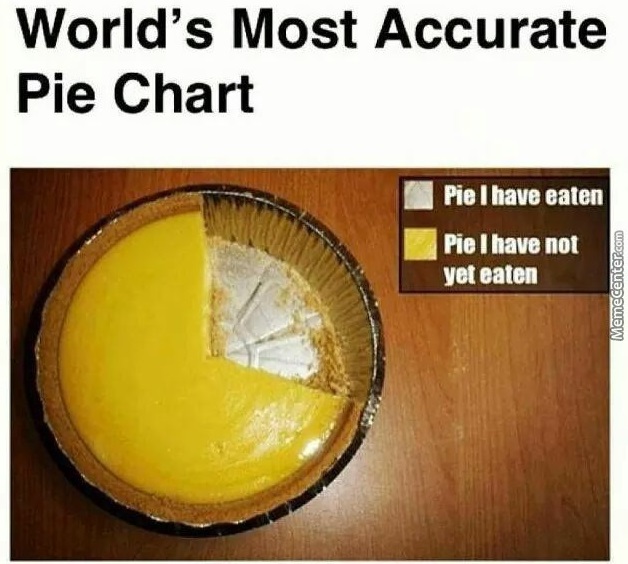 World's Most Accurate
Pie Chart
Pie I have eaten
Pie I have not
yet eaten
Memecenter.com